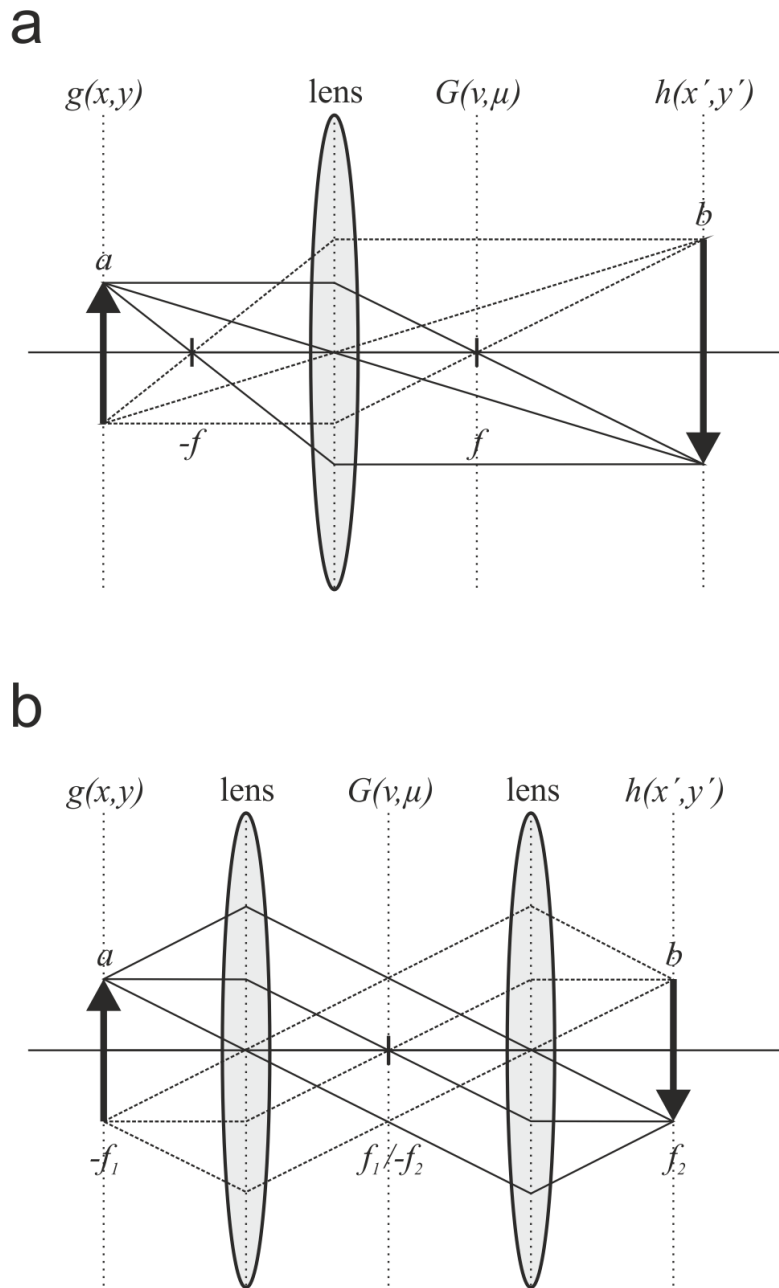 a
g(x,y) lens G(ν,μ) h(x´,y´)
a b
-f f
b
g(x,y) lens G(ν,μ) lens h(x´,y´)
a b
-f₁ f₁/-f₂ f₂